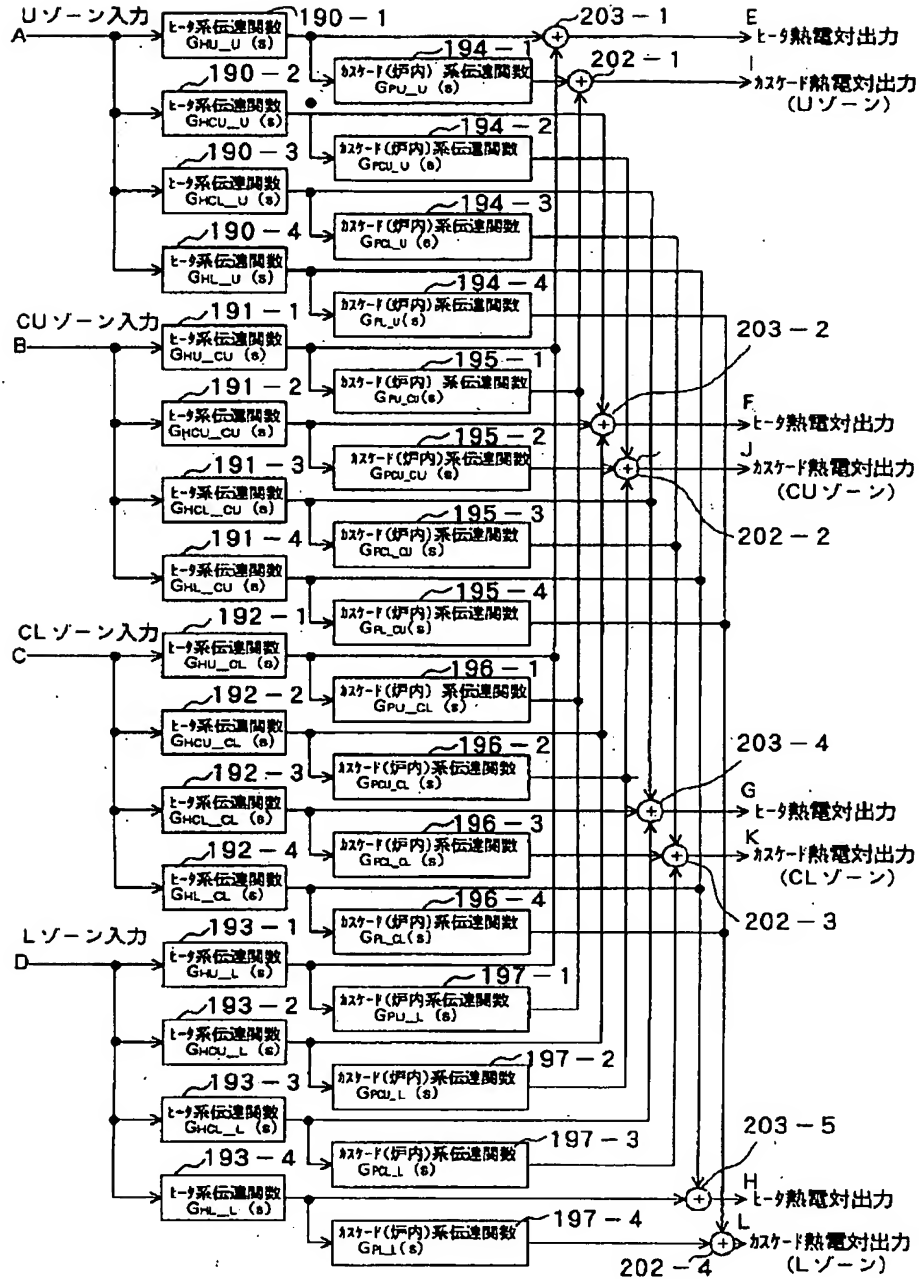 Uゾーン入力
A
190-1
ヒータ系伝達関数
GHU_U (s)
203-1
E
ヒータ熱電対出力
194-1
カスケード(炉内) 系伝達関数
GPU_U (s)
202-1
I
カスケード熱電対出力
(Uゾーン)
190-2
ヒータ系伝達関数
GHCU_U (s)
194-2
カスケード(炉内)系伝達関数
GPCU_U (s)
190-3
ヒータ系伝達関数
GHCL_U (s)
194-3
カスケード(炉内)系伝達関数
GPCL_U (s)
190-4
ヒータ系伝達関数
GHL_U (s)
194-4
カスケード(炉内)系伝達関数
GPL_U(s)
CUゾーン入力
B
191-1
ヒータ系伝達関数
GHU_CU (s)
195-1
カスケード(炉内) 系伝達関数
GPU_CU(s)
203-2
191-2
ヒータ系伝達関数
GHCU_CU (s)
F
ヒータ熱電対出力
195-2
カスケード(炉内)系伝達関数
GPCU_CU (s)
J
カスケード熱電対出力
(CUゾーン)
202-2
191-3
ヒータ系伝達関数
GHCL_CU (s)
195-3
カスケード(炉内)系伝達関数
GPCL_CU (s)
191-4
ヒータ系伝達関数
GHL_CU (s)
195-4
カスケード(炉内)系伝達関数
GPL_CU(s)
CLゾーン入力
C
192-1
ヒータ系伝達関数
GHU_CL (s)
196-1
カスケード(炉内) 系伝達関数
GPU_CL (s)
192-2
ヒータ系伝達関数
GHCU_CL (s)
196-2
カスケード(炉内)系伝達関数
GPCU_CL (s)
203-4
192-3
ヒータ系伝達関数
GHCL_CL (s)
G
ヒータ熱電対出力
196-3
カスケード(炉内)系伝達関数
GPCL_CL (s)
K
カスケード熱電対出力
(CLゾーン)
202-3
192-4
ヒータ系伝達関数
GHL_CL (s)
196-4
カスケード(炉内)系伝達関数
GPL_CL(s)
Lゾーン入力
D
193-1
ヒータ系伝達関数
GHU_L (s)
197-1
カスケード(炉内系伝達関数
GPU_L (s)
193-2
ヒータ系伝達関数
GHCU_L (s)
197-2
カスケード(炉内)系伝達関数
GPCU_L (s)
193-3
ヒータ系伝達関数
GHCL_L (s)
197-3
カスケード(炉内)系伝達関数
GPCL_L (s)
203-5
193-4
ヒータ系伝達関数
GHL_L (s)
H
ヒータ熱電対出力
197-4
カスケード(炉内)系伝達関数
GPL_L(s)
L
カスケード熱電対出力
(Lゾーン)
202-4